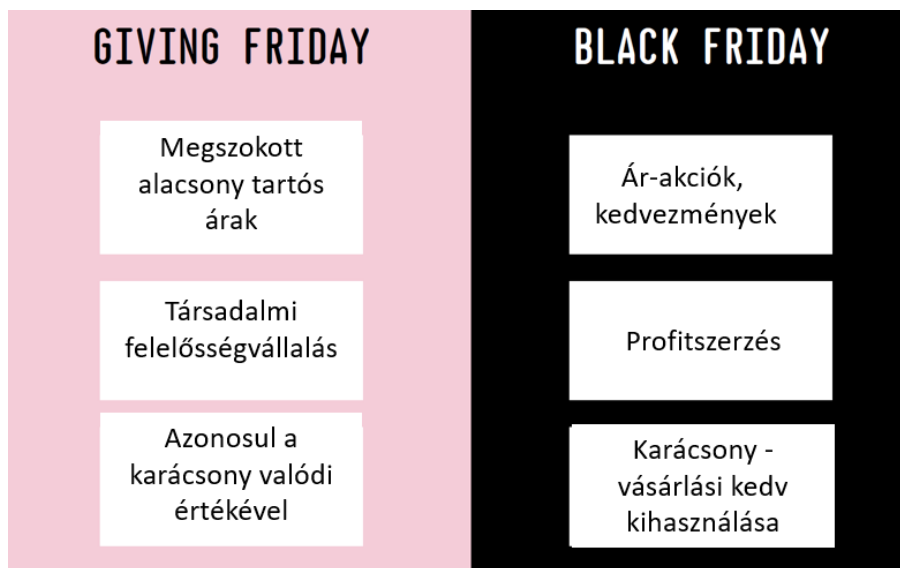 GIVING FRIDAY
Megszokott
alacsony tartós
árak
Társadalmi
felelősségvállalás
Azonosul a
karácsony valódi
értékével
BLACK FRIDAY
Ár-akciók,
kedvezmények
Profitszerzés
Karácsony -
vásárlási kedv
kihasználása